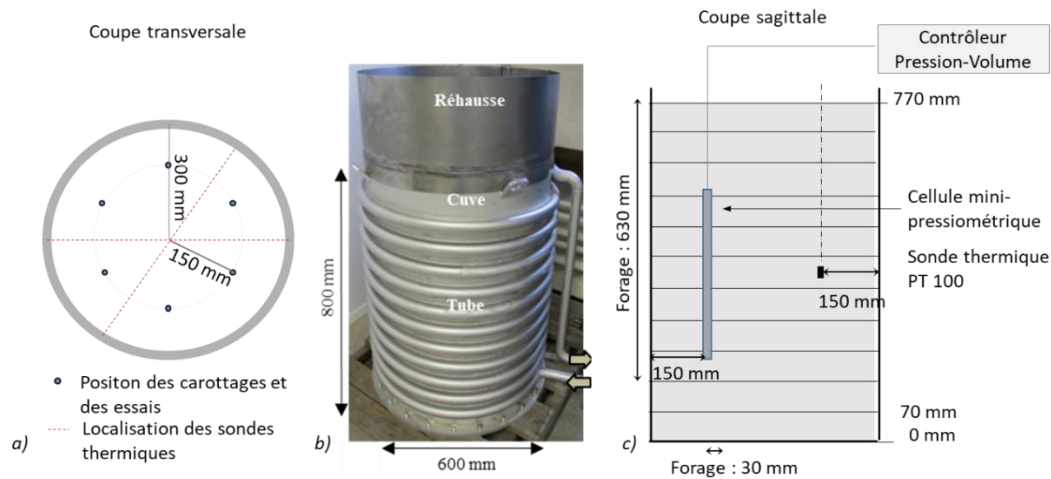 Coupe transversale
300 mm
150 mm
Positon des carottages et
des essais
Localisation des sondes
thermiques
a)
Réhausse
Cuve
Tube
800 mm
600 mm
b)
Coupe sagittale
Contrôleur
Pression-Volume
770 mm
Forage : 630 mm
Cellule mini-
pressiométrique
Sonde thermique
PT 100
150 mm
150 mm
70 mm
0 mm
c)
Forage : 30 mm